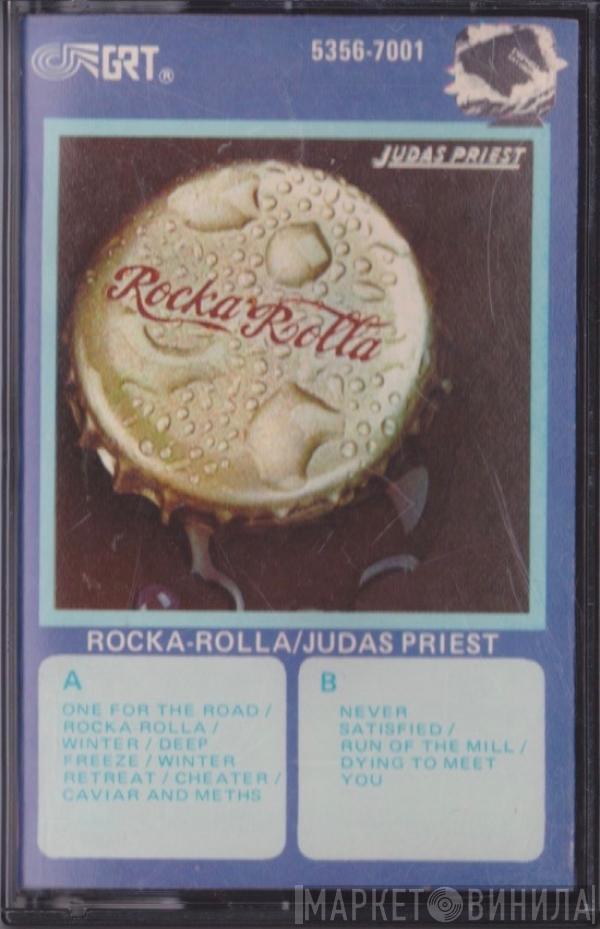 GRT®
5356-7001
JUDAS PRIEST
Rocka Rolla
ROCKA-ROLLA/JUDAS PRIEST
A
ONE FOR THE ROAD /
ROCKA ROLLA /
WINTER / DEEP
FREEZE / WINTER
RETREAT / CHEATER /
CAVIAR AND METHS
B
NEVER
SATISFIED /
RUN OF THE MILL /
DYING TO MEET
YOU
МАРКЕТ ВИНИЛА